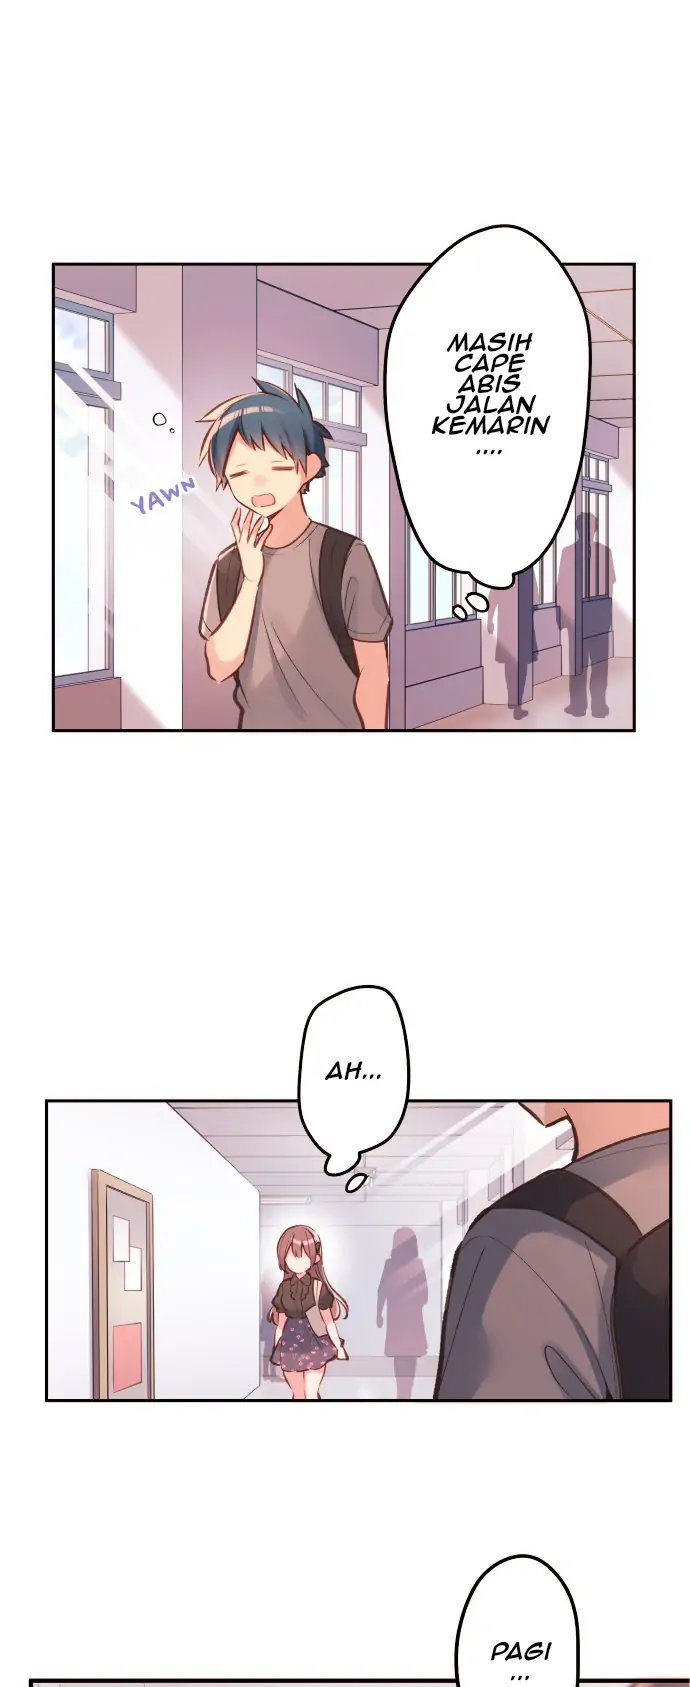 MASIH
CAPE
ABIS
JALAN
KEMARIN
....
YAWN
AH...
PAGI
...